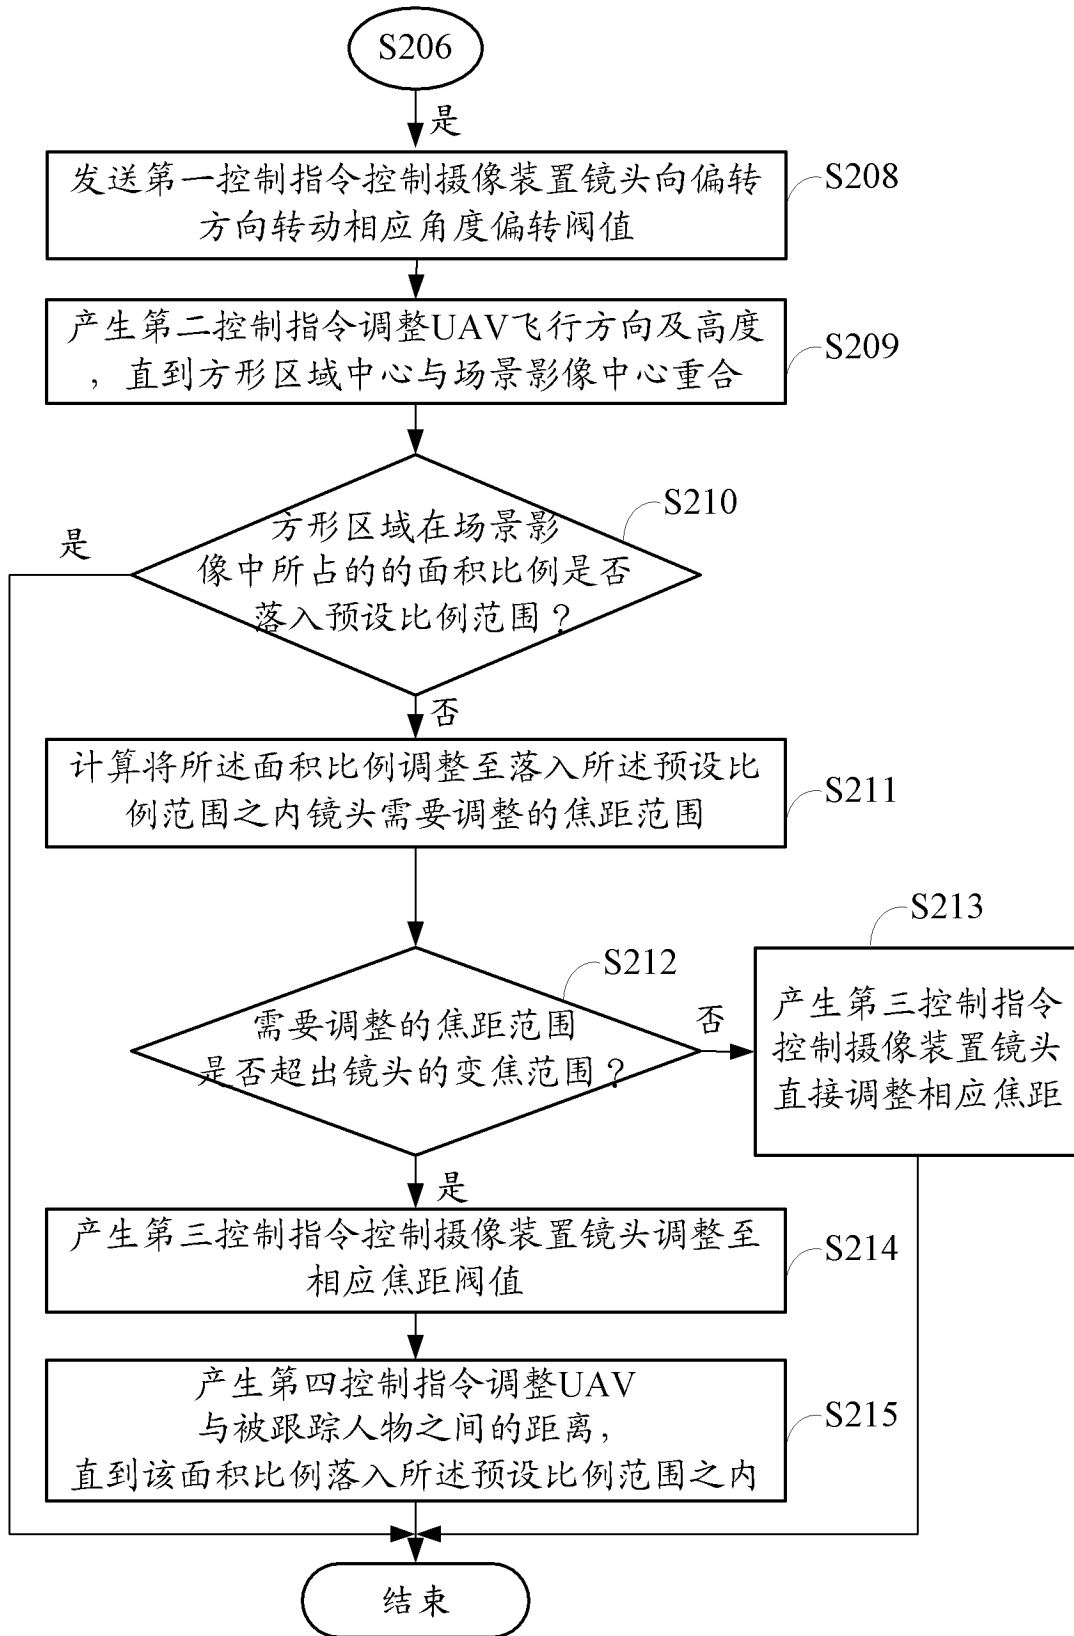 S206
是
发送第一控制指令控制摄像装置镜头向偏转
方向转动相应角度偏转阀值
S208
产生第二控制指令调整UAV飞行方向及高度
，直到方形区域中心与场景影像中心重合
S209
是
方形区域在场景影
像中所占的的面积比例是否
落入预设比例范围？
S210
否
计算将所述面积比例调整至落入所述预设比
例范围之内镜头需要调整的焦距范围
S211
需要调整的焦距范围
是否超出镜头的变焦范围？
S212
否
S213
产生第三控制指令
控制摄像装置镜头
直接调整相应焦距
是
产生第三控制指令控制摄像装置镜头调整至
相应焦距阀值
S214
产生第四控制指令调整UAV
与被跟踪人物之间的距离，
直到该面积比例落入所述预设比例范围之内
S215
结束